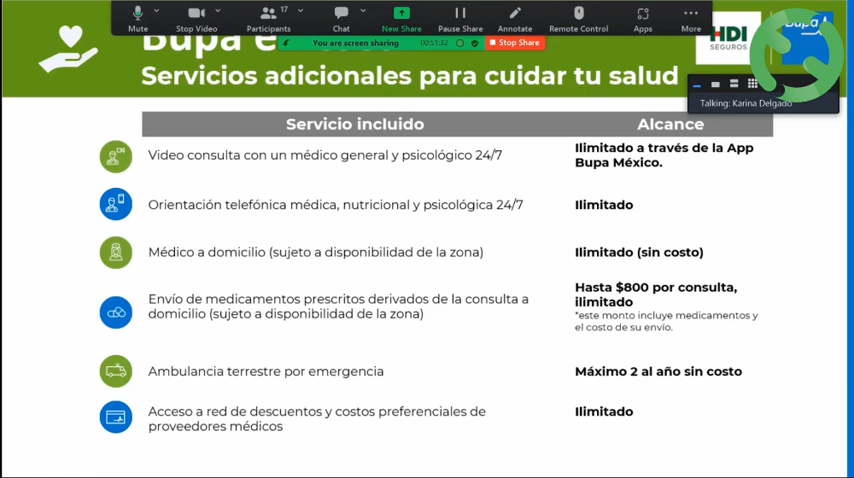 Mute
Stop Video
17
Participants
Chat
New Share
Pause Share
Annotate
Remote Control
Apps
More
You are screen sharing
00:51:32
Stop Share
Bupa e
HDI
SEGUROS
Bupa
Servicios adicionales para cuidar tu salud
Talking: Karina Delgado
Servicio incluido
Alcance
Video consulta con un médico general y psicológico 24/7
Ilimitado a través de la App
Bupa México.
Orientación telefónica médica, nutricional y psicológica 24/7
Ilimitado
Médico a domicilio (sujeto a disponibilidad de la zona)
Ilimitado (sin costo)
Envío de medicamentos prescritos derivados de la consulta a
domicilio (sujeto a disponibilidad de la zona)
Hasta $800 por consulta,
ilimitado
*este monto incluye medicamentos y
el costo de su envío.
Ambulancia terrestre por emergencia
Máximo 2 al año sin costo
Acceso a red de descuentos y costos preferenciales de
proveedores médicos
Ilimitado